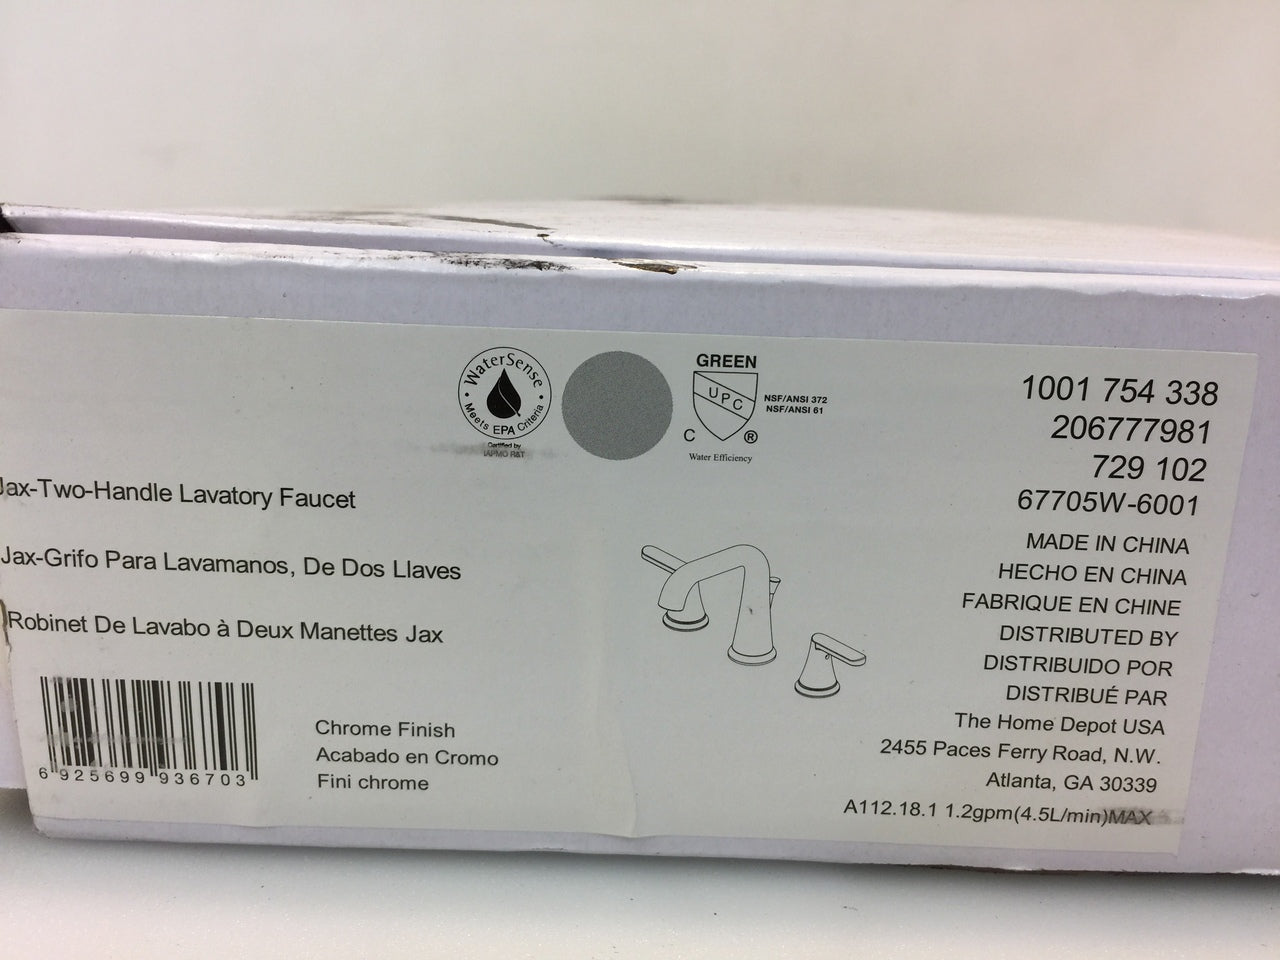 WaterSense
Meets EPA Criteria
Certified by
IAPMO R&T
GREEN
UPC
C ®
NSF/ANSI 372
NSF/ANSI 61
Water Efficiency
1001 754 338
206777981
729 102
67705W-6001
Jax-Two-Handle Lavatory Faucet
Jax-Grifo Para Lavamanos, De Dos Llaves
Robinet De Lavabo à Deux Manettes Jax
6 925699 936703
Chrome Finish
Acabado en Cromo
Fini chrome
MADE IN CHINA
HECHO EN CHINA
FABRIQUE EN CHINE
DISTRIBUTED BY
DISTRIBUIDO POR
DISTRIBUÉ PAR
The Home Depot USA
2455 Paces Ferry Road, N.W.
Atlanta, GA 30339
A112.18.1 1.2gpm(4.5L/min)MAX